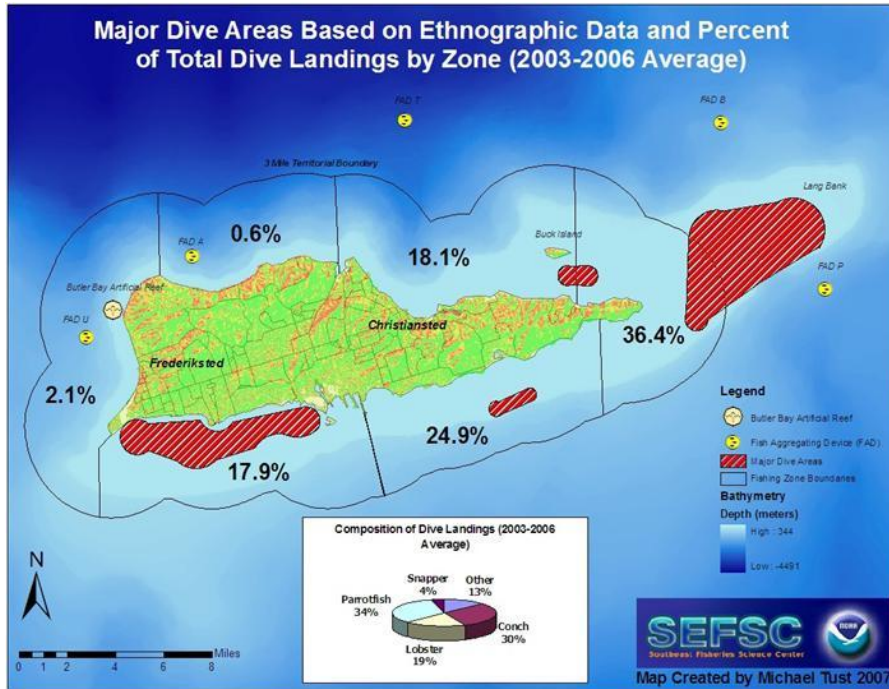 Major Dive Areas Based on Ethnographic Data and Percent
of Total Dive Landings by Zone (2003-2006 Average)
FAD T
FAD B
3 Mile Territorial Boundary
Lang Bank
0.6%
18.1%
Buck Island
FAD A
FAD P
Butler Bay Artificial Reef
FAD U
Christiansted
36.4%
Frederiksted
2.1%
24.9%
17.9%
Legend
Butler Bay Artificial Reef
Fish Aggregating Device (FAD)
Major Dive Areas
Fishing Zone Boundaries
Bathymetry
Depth (meters)
High : 344
Low : -4491
Composition of Dive Landings (2003-2006
Average)
Snapper
4%
Other
13%
Parrotfish
34%
Conch
30%
Lobster
19%
N
Miles
0 1 2 4 6 8
SEFSC
Southeast Fisheries Science Center
NOAA
Map Created by Michael Tust 2007